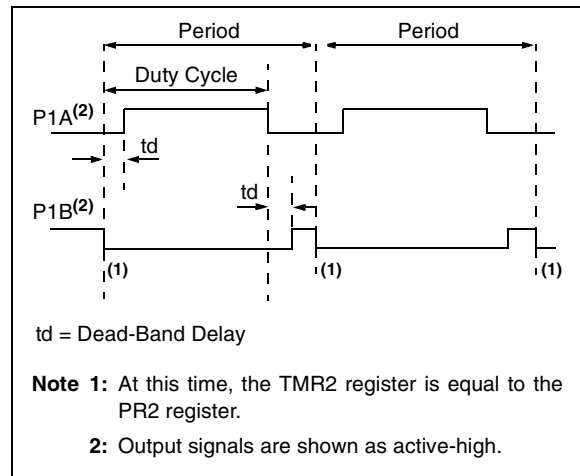 Period Period
Duty Cycle
P1A(2)
td
td
P1B(2)
(1) (1) (1)
td = Dead-Band Delay
Note 1: At this time, the TMR2 register is equal to the
PR2 register.
2: Output signals are shown as active-high.